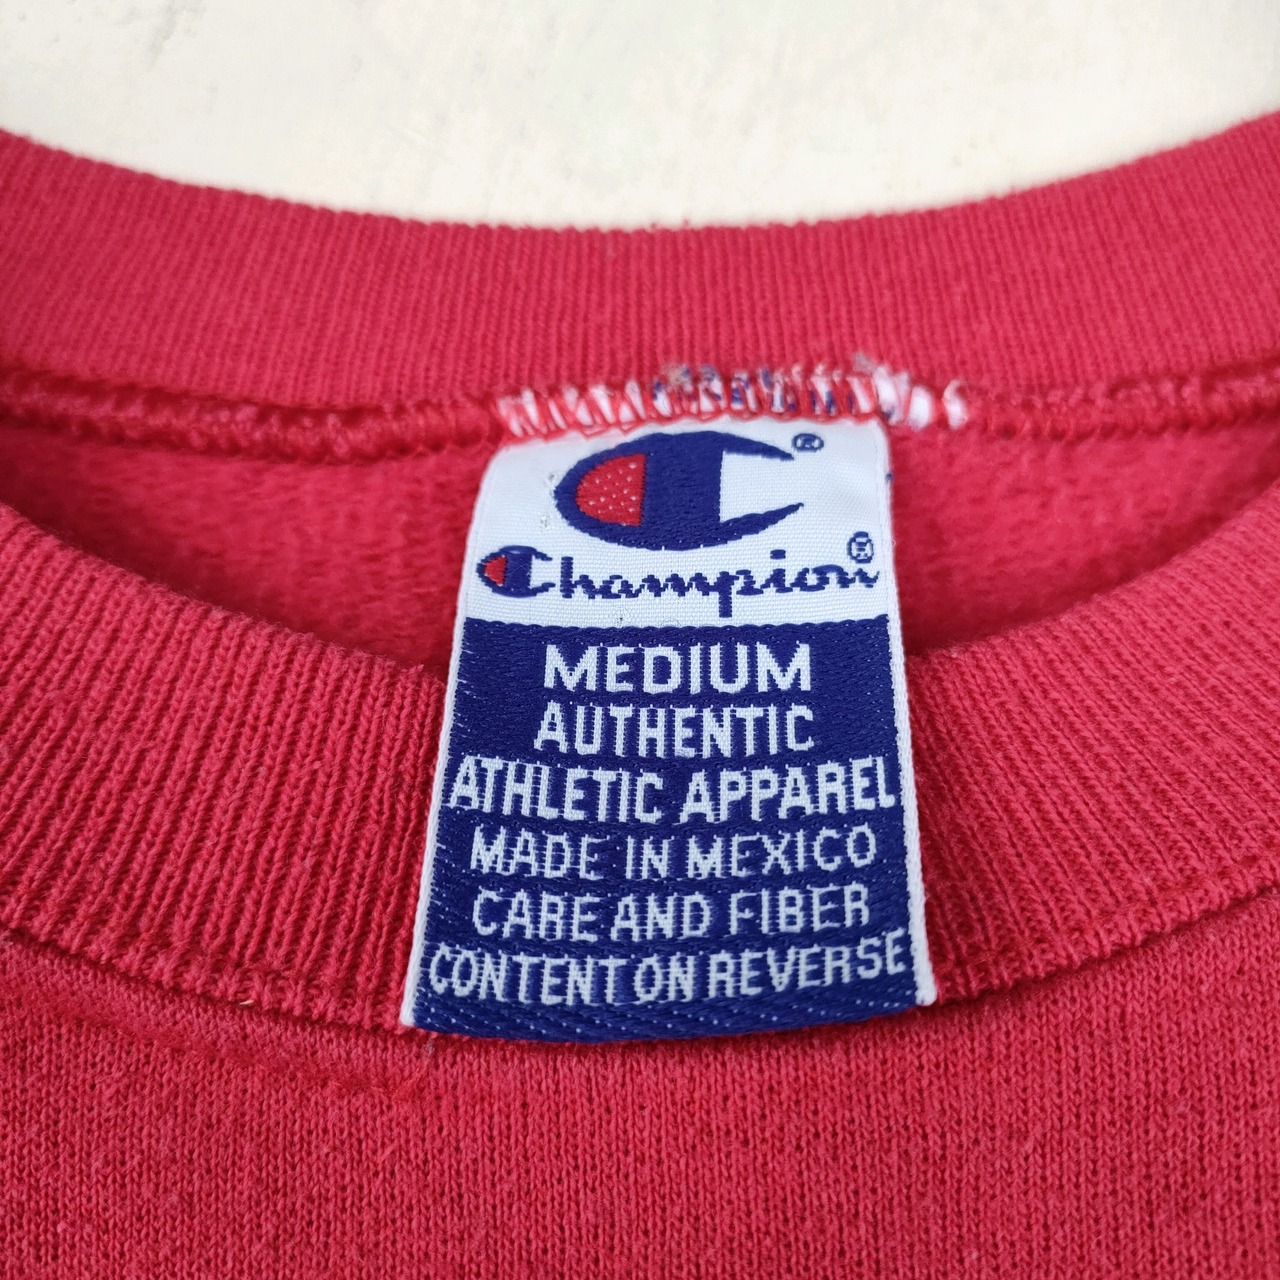 ®
Champion®
MEDIUM
AUTHENTIC
ATHLETIC APPAREL
MADE IN MEXICO
CARE AND FIBER
CONTENT ON REVERSE